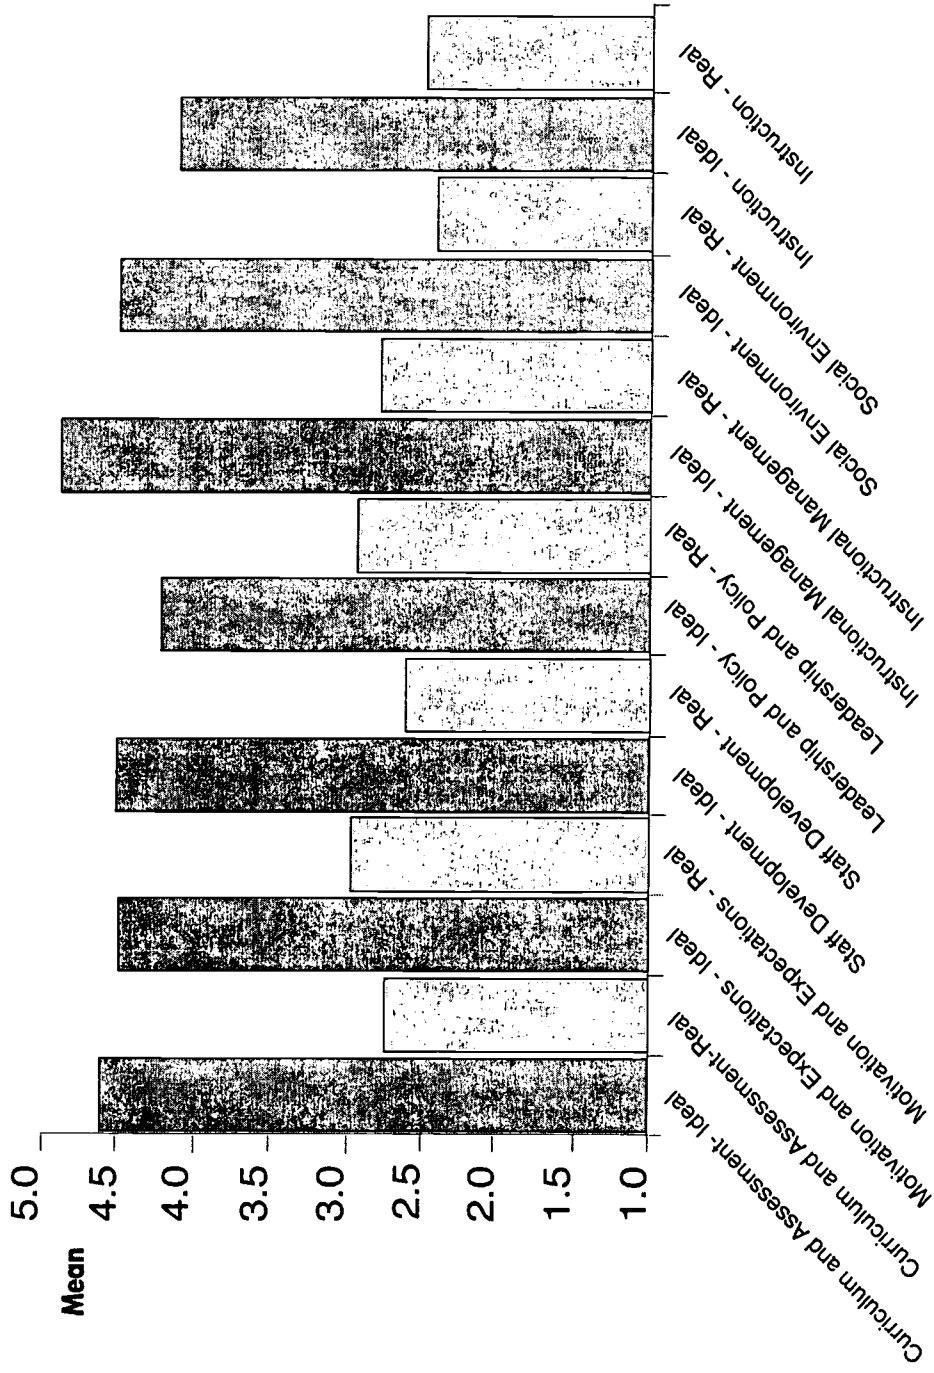 Mean
5.0
4.5
4.0
3.5
3.0
2.5
2.0
1.5
1.0
Curriculum and Assessment- Ideal
Curriculum and Assessment-Real
Motivation and Expectations - Ideal
Motivation and Expectations - Real
Staff Development - Ideal
Staff Development - Real
Leadership and Policy - Ideal
Leadership and Policy - Real
Instructional Management - Ideal
Instructional Management - Real
Social Environment - Ideal
Social Environment - Real
Instruction - Ideal
Instruction - Real